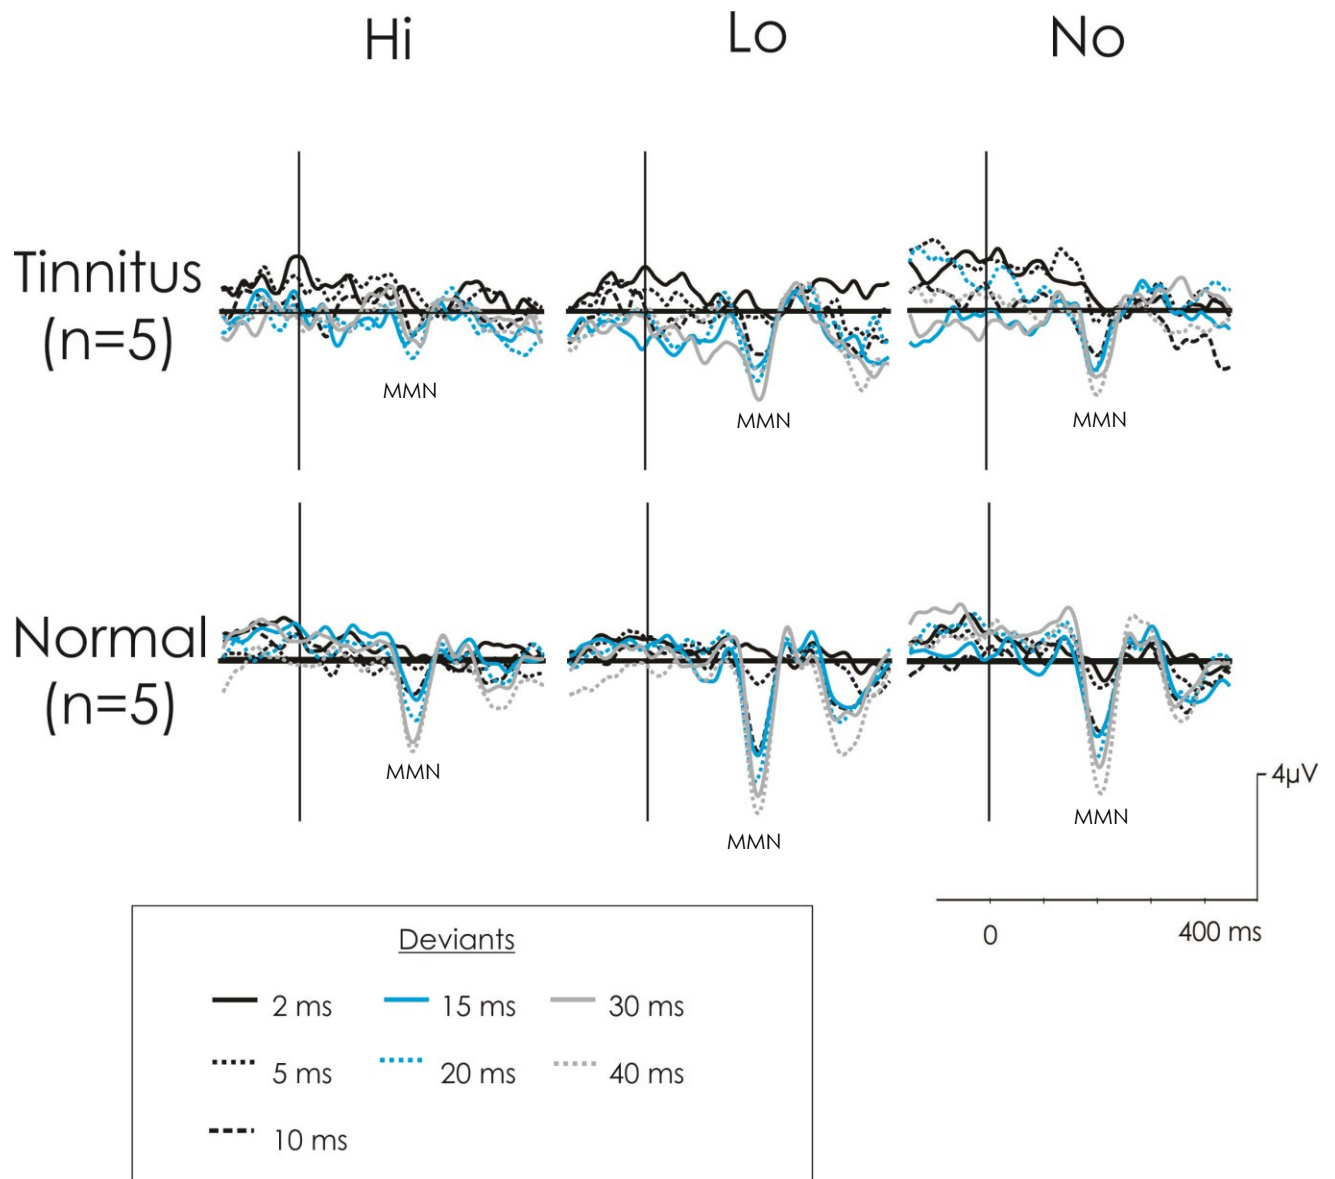 Hi Lo No
Tinnitus
(n=5)
MMN
MMN
MMN
Normal
(n=5)
MMN
MMN
MMN
4µV
0 400 ms
Deviants
2 ms 15 ms 30 ms
5 ms 20 ms 40 ms
10 ms